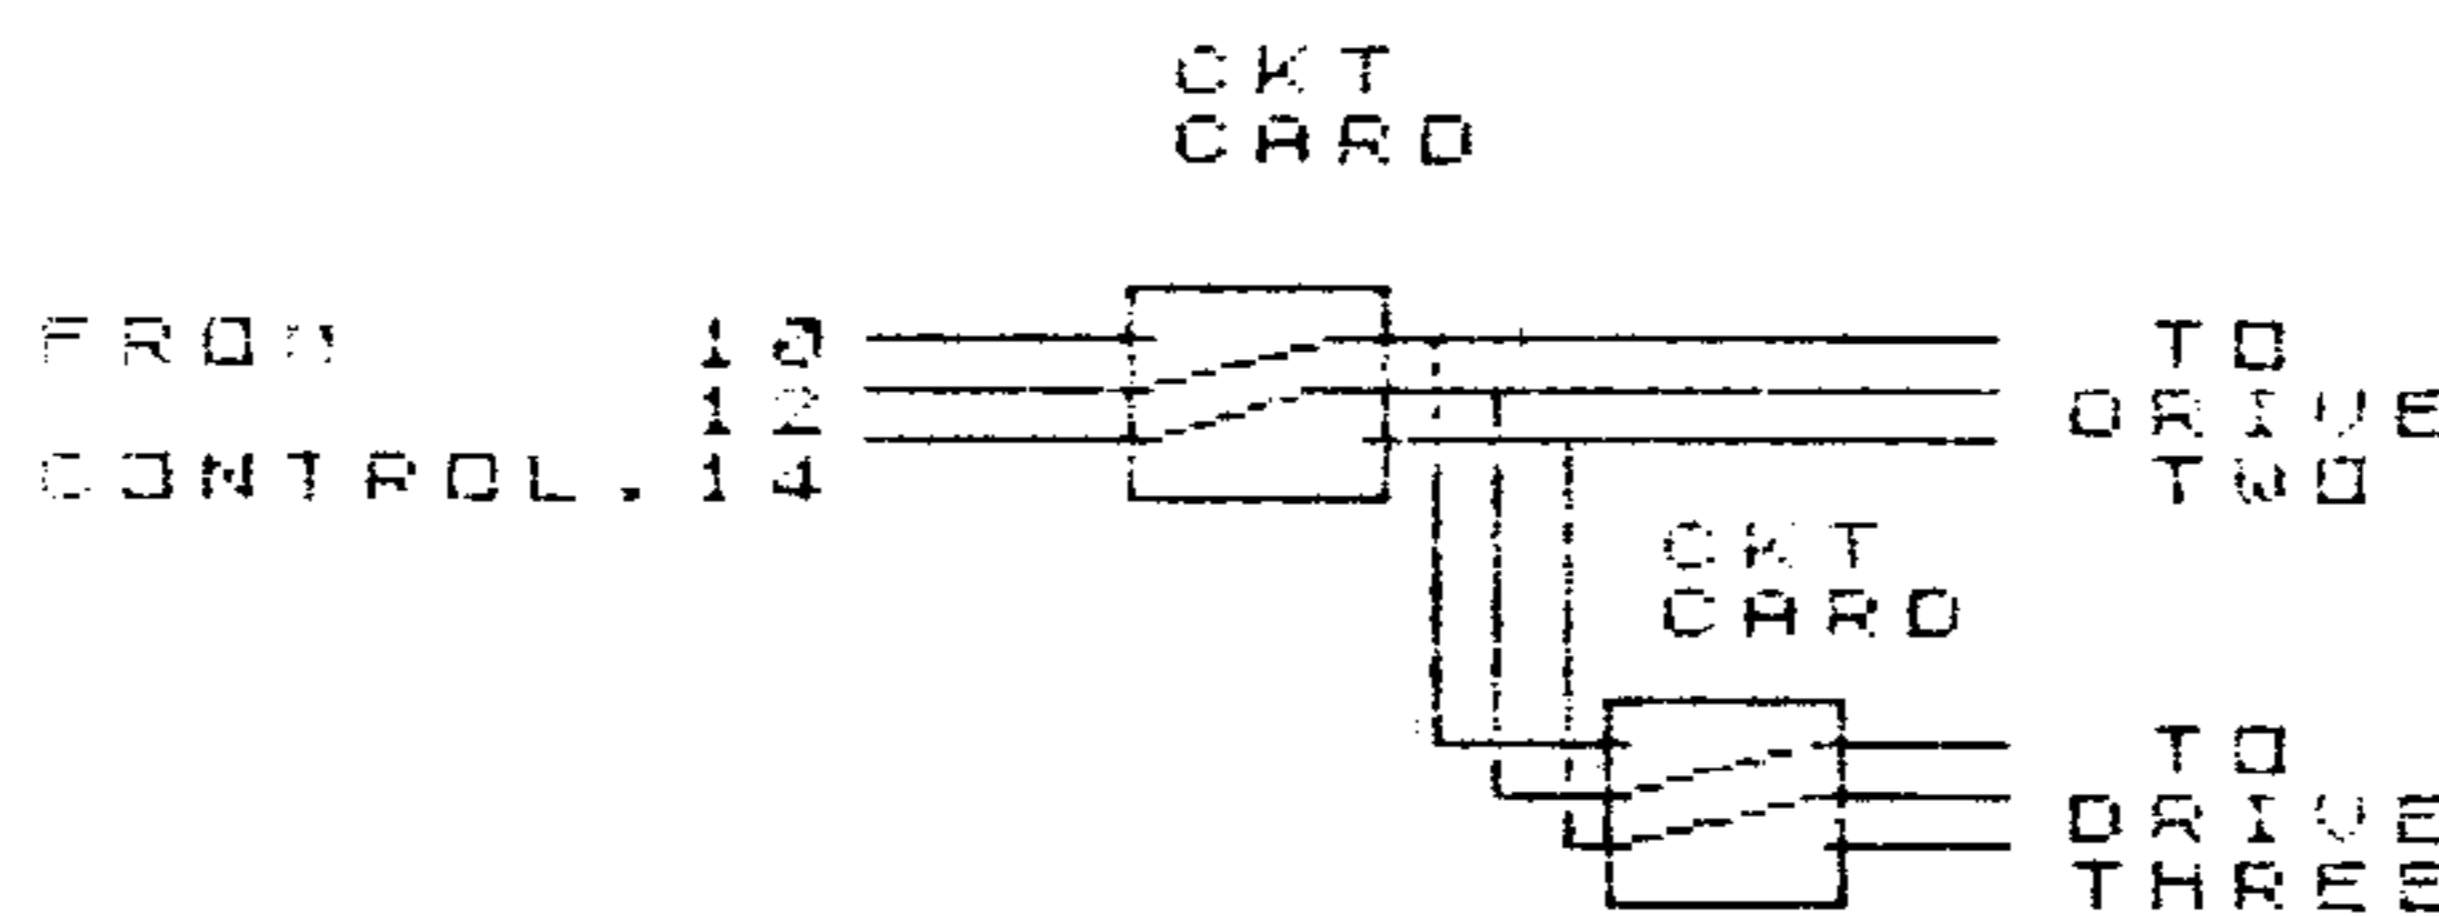 CKT
CARD
FROM 10
12
CONTROL.14
TO
DRIVE
TWO
CKT
CARD
TO
DRIVE
THREE